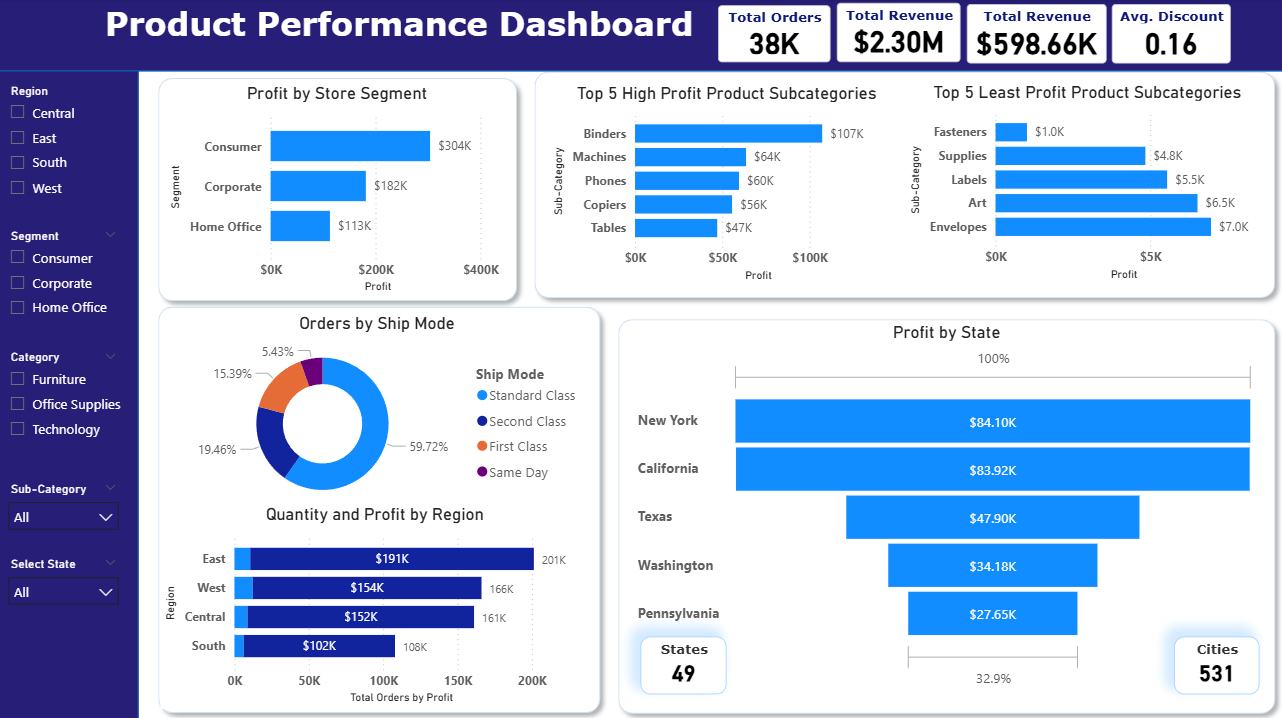 Product Performance Dashboard
Total Orders
38K
Total Revenue
$2.30M
Total Revenue
$598.66K
Avg. Discount
0.16
Region
Central
East
South
West
Segment
Consumer
Corporate
Home Office
Category
Furniture
Office Supplies
Technology
Sub-Category
All
Select State
All
Profit by Store Segment
Segment
Consumer
$304K
Corporate
$182K
Home Office
$113K
$0K $200K $400K
Profit
Top 5 High Profit Product Subcategories
Sub-Category
Binders
$107K
Machines
$64K
Phones
$60K
Copiers
$56K
Tables
$47K
$0K $50K $100K
Profit
Top 5 Least Profit Product Subcategories
Sub-Category
Fasteners
$1.0K
Supplies
$4.8K
Labels
$5.5K
Art
$6.5K
Envelopes
$7.0K
$0K $5K
Profit
Orders by Ship Mode
5.43%
15.39%
19.46%
59.72%
Ship Mode
Standard Class
Second Class
First Class
Same Day
Quantity and Profit by Region
Region
East
$191K
201K
West
$154K
166K
Central
$152K
161K
South
$102K
108K
0K 50K 100K 150K 200K
Total Orders by Profit
Profit by State
100%
New York
$84.10K
California
$83.92K
Texas
$47.90K
Washington
$34.18K
Pennsylvania
$27.65K
32.9%
States
49
Cities
531